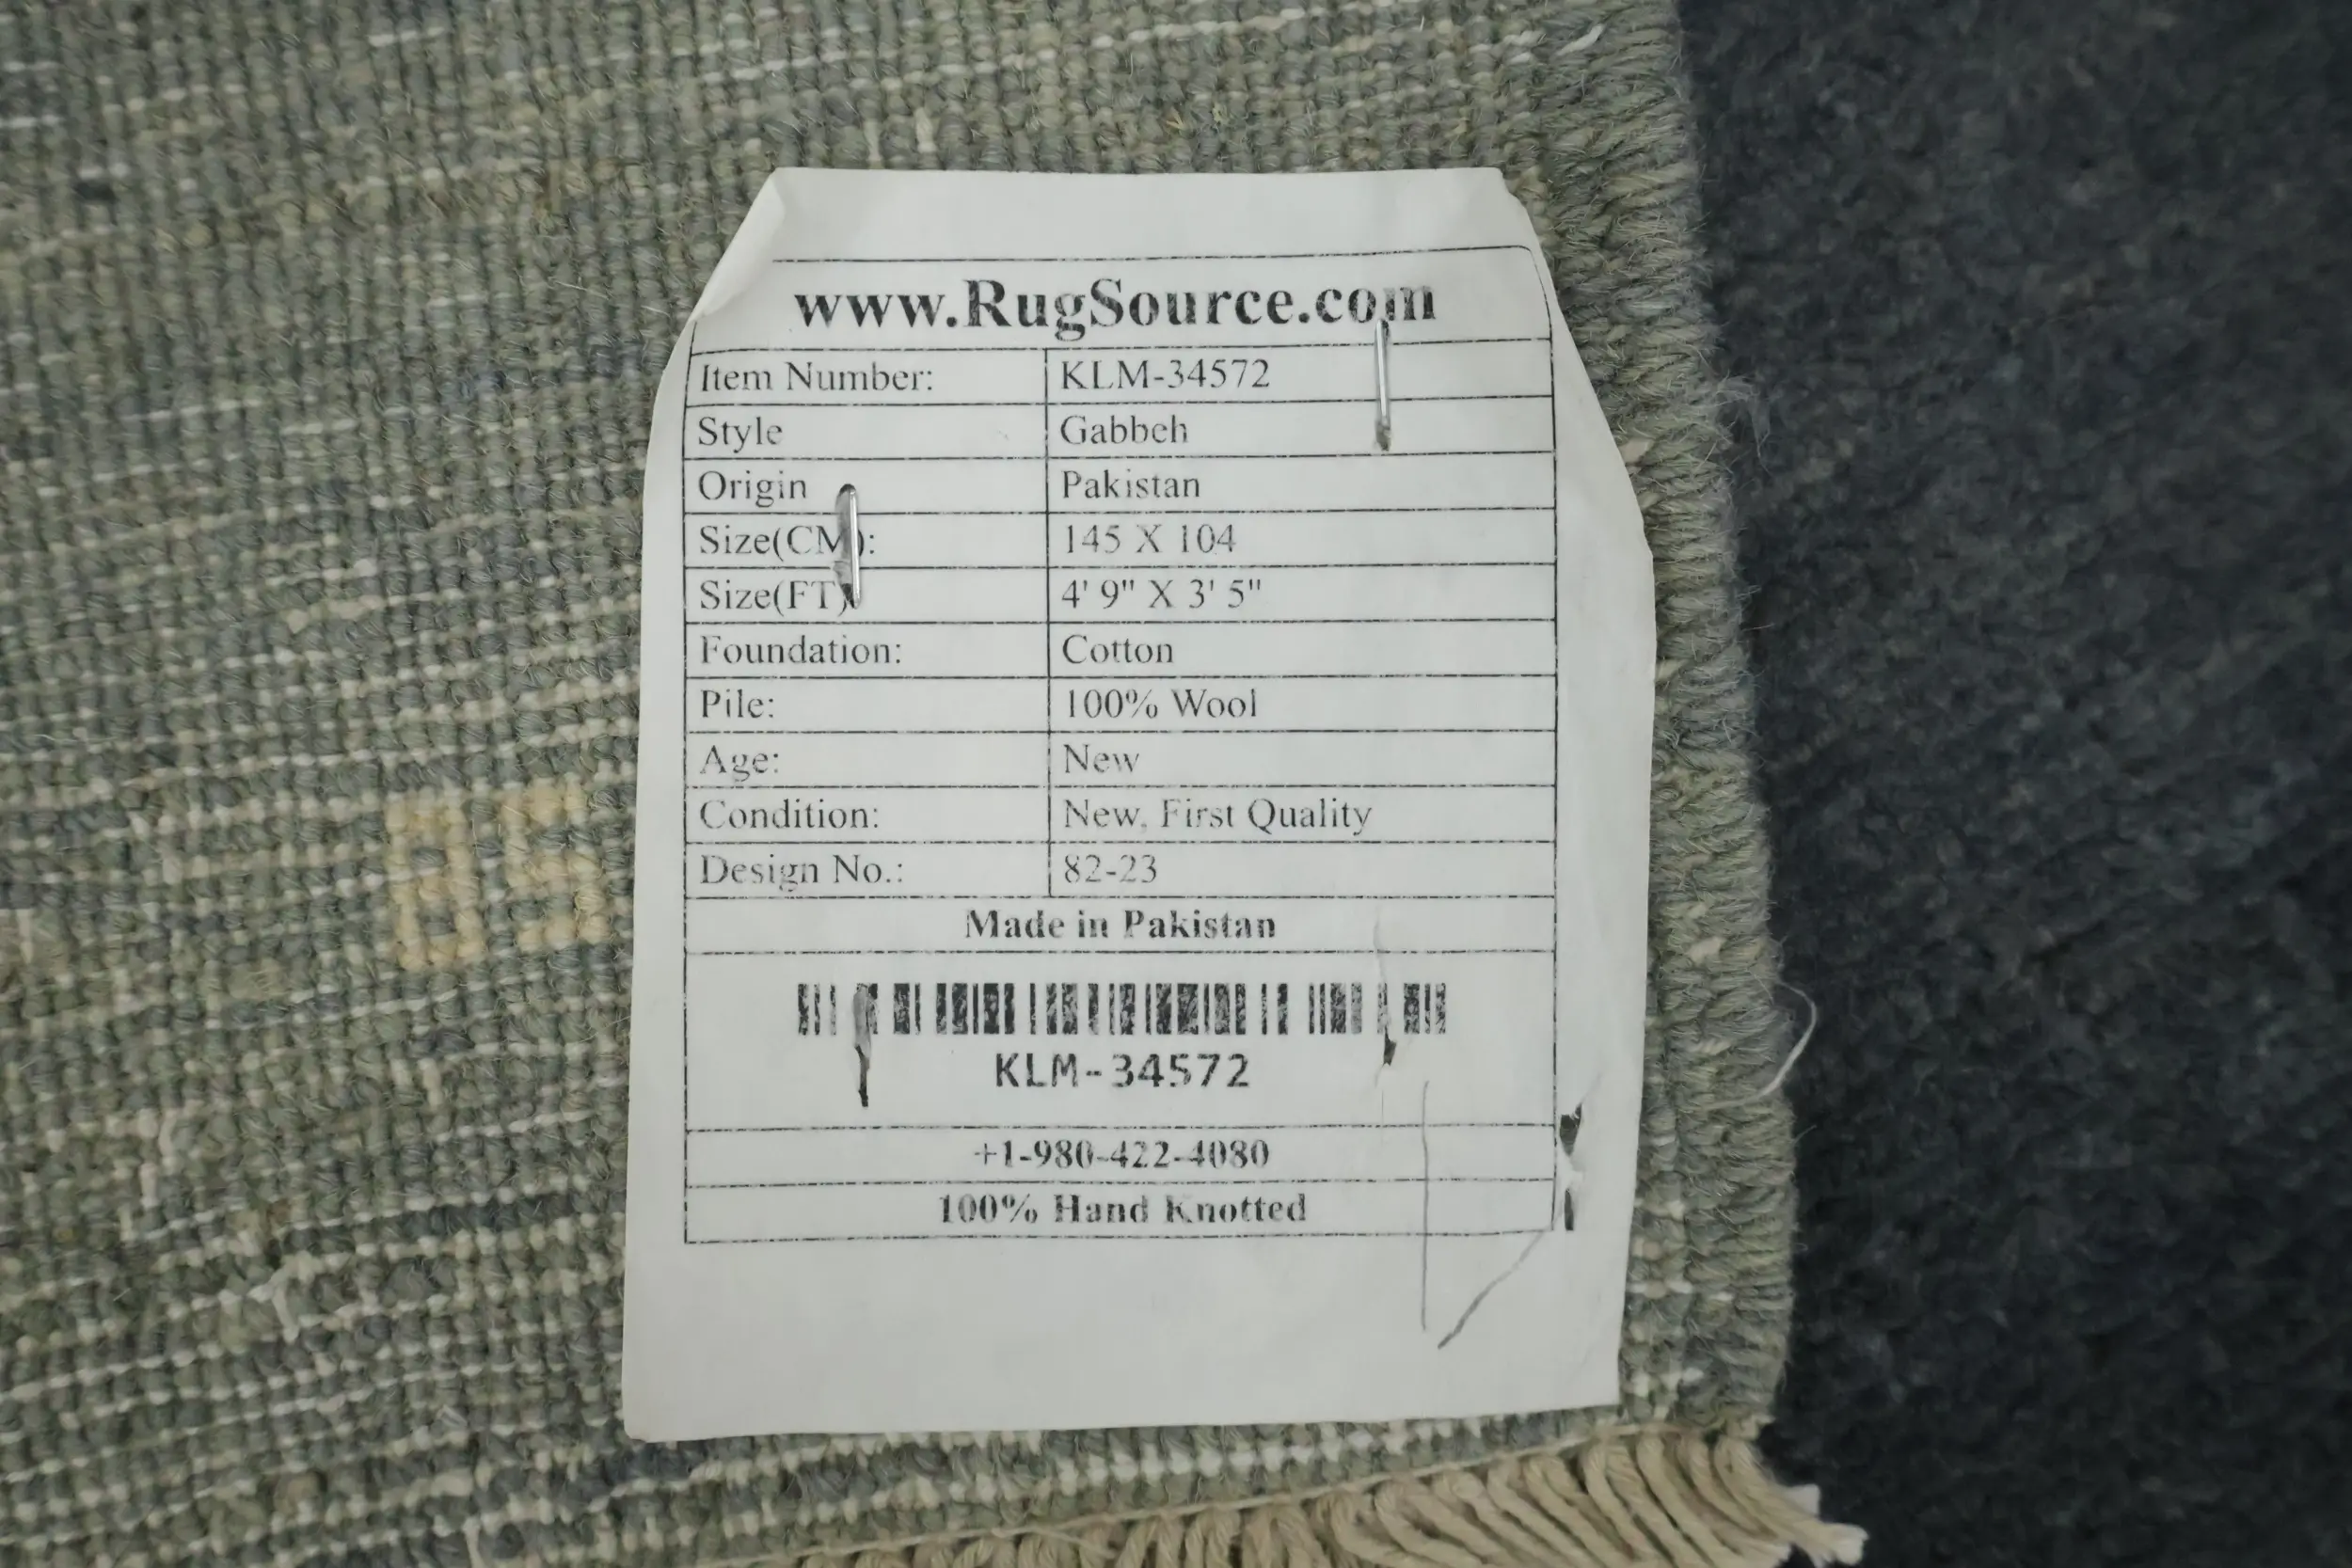 www.RugSource.com
Item Number: KLM-34572
Style Gabbeh
Origin Pakistan
Size(CM): 145 X 104
Size(FT) 4' 9" X 3' 5"
Foundation: Cotton
Pile: 100% Wool
Age: New
Condition: New, First Quality
Design No.: 82-23
Made in Pakistan
KLM-34572
+1-980-422-4080
100% Hand Knotted